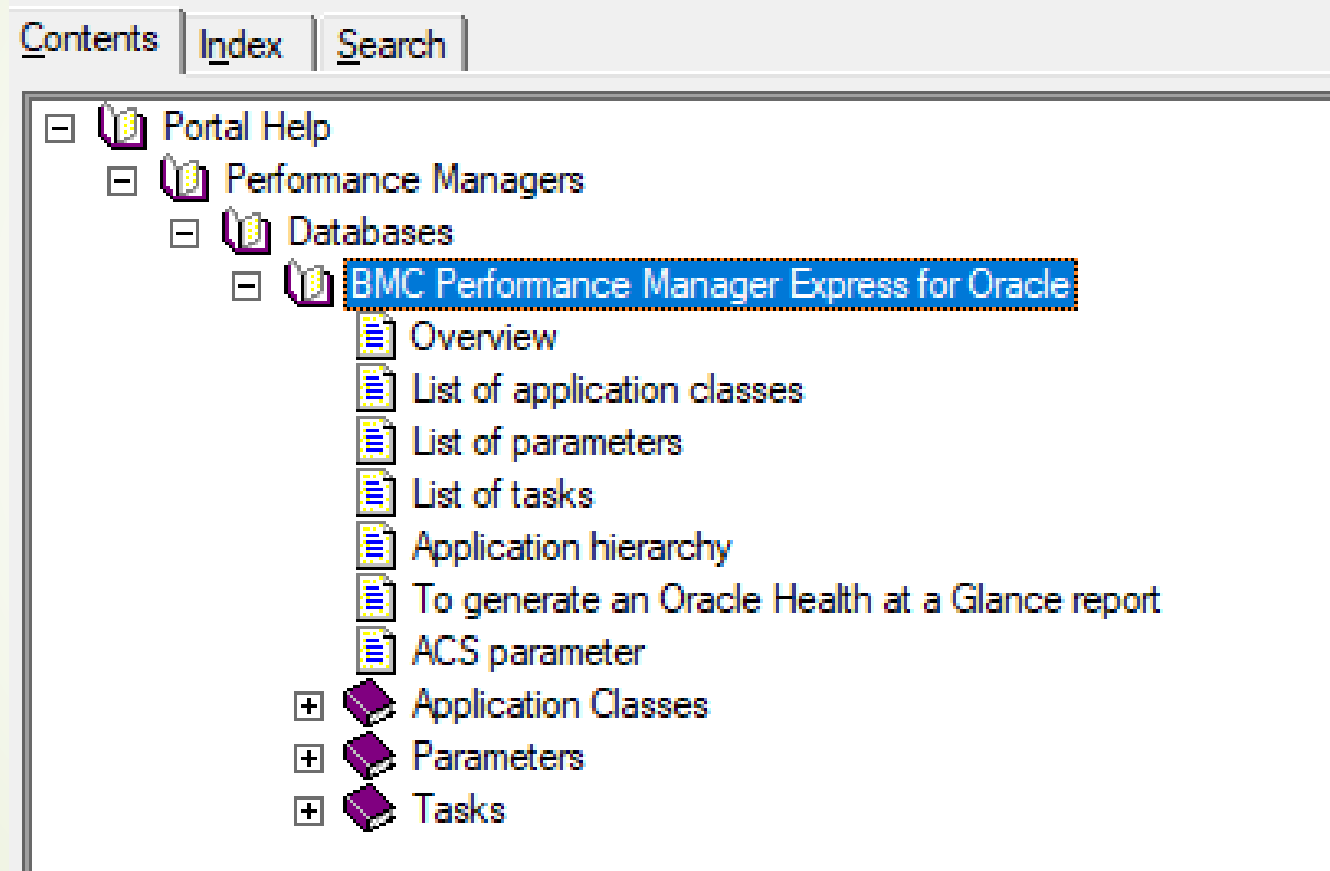 Contents Index Search
Portal Help
Performance Managers
Databases
BMC Performance Manager Express for Oracle
Overview
List of application classes
List of parameters
List of tasks
Application hierarchy
To generate an Oracle Health at a Glance report
ACS parameter
Application Classes
Parameters
Tasks